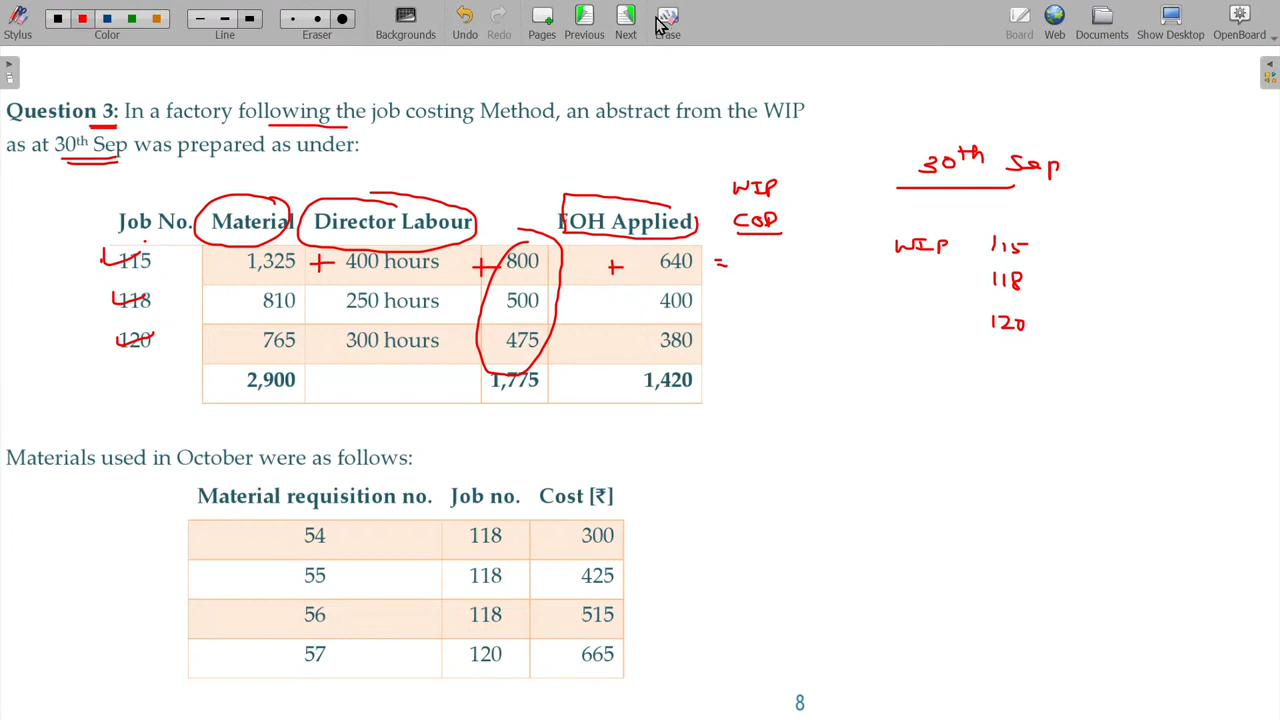 Stylus Color Line Eraser Backgrounds Undo Redo Pages Previous Next Erase Board Web Documents Show Desktop OpenBoard
Question 3: In a factory following the job costing Method, an abstract from the WIP
as at 30th Sep was prepared as under:
30th Sep
WIP
Job No. Material Director Labour FOH Applied COP
115 1,325 + 400 hours + 800 + 640 =
118 810 250 hours 500 400
120 765 300 hours 475 380
2,900 1,775 1,420
WIP 115
118
120
Materials used in October were as follows:
Material requisition no. Job no. Cost [₹]
54 118 300
55 118 425
56 118 515
57 120 665
8